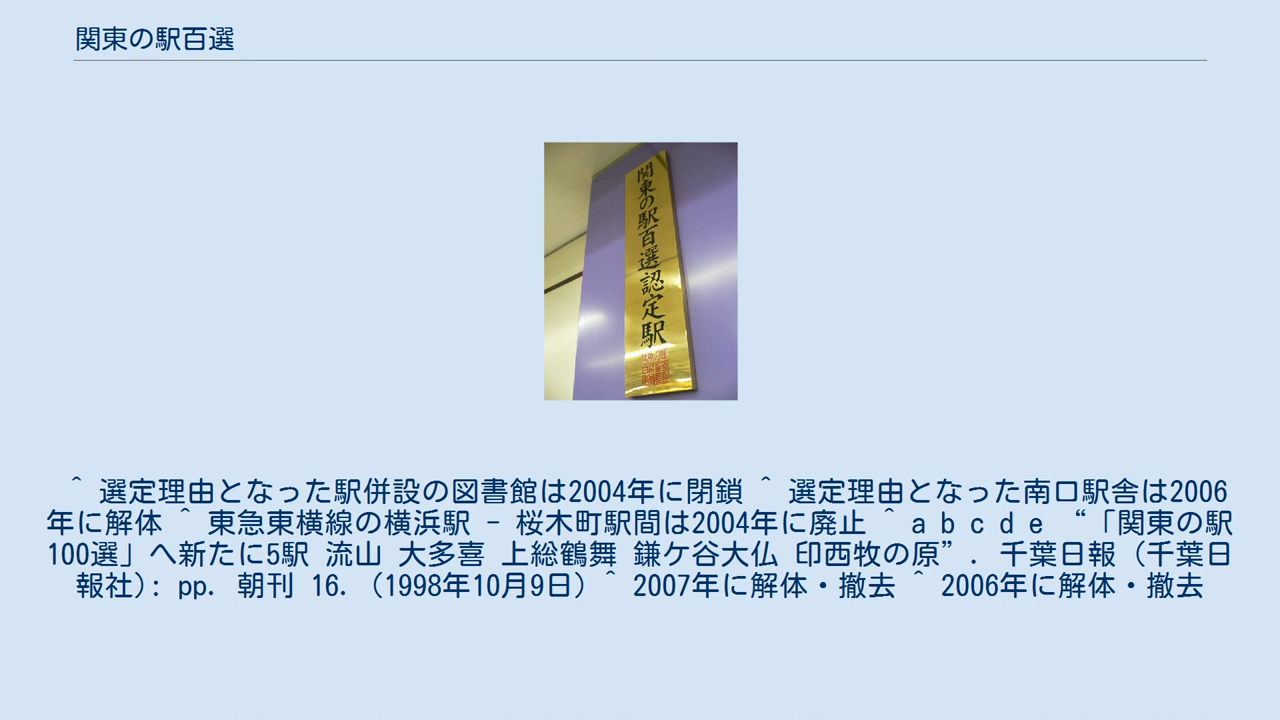 関東の駅百選
関東の駅百選認定駅
^ 選定理由となった駅併設の図書館は2004年に閉鎖 ^ 選定理由となった南口駅舎は2006
年に解体 ^ 東急東横線の横浜駅 - 桜木町駅間は2004年に廃止 ^ a b c d e “「関東の駅
100選」へ新たに5駅 流山 大多喜 上総鶴舞 鎌ケ谷大仏 印西牧の原”. 千葉日報 (千葉日
報社): pp. 朝刊 16. (1998年10月9日) ^ 2007年に解体・撤去 ^ 2006年に解体・撤去